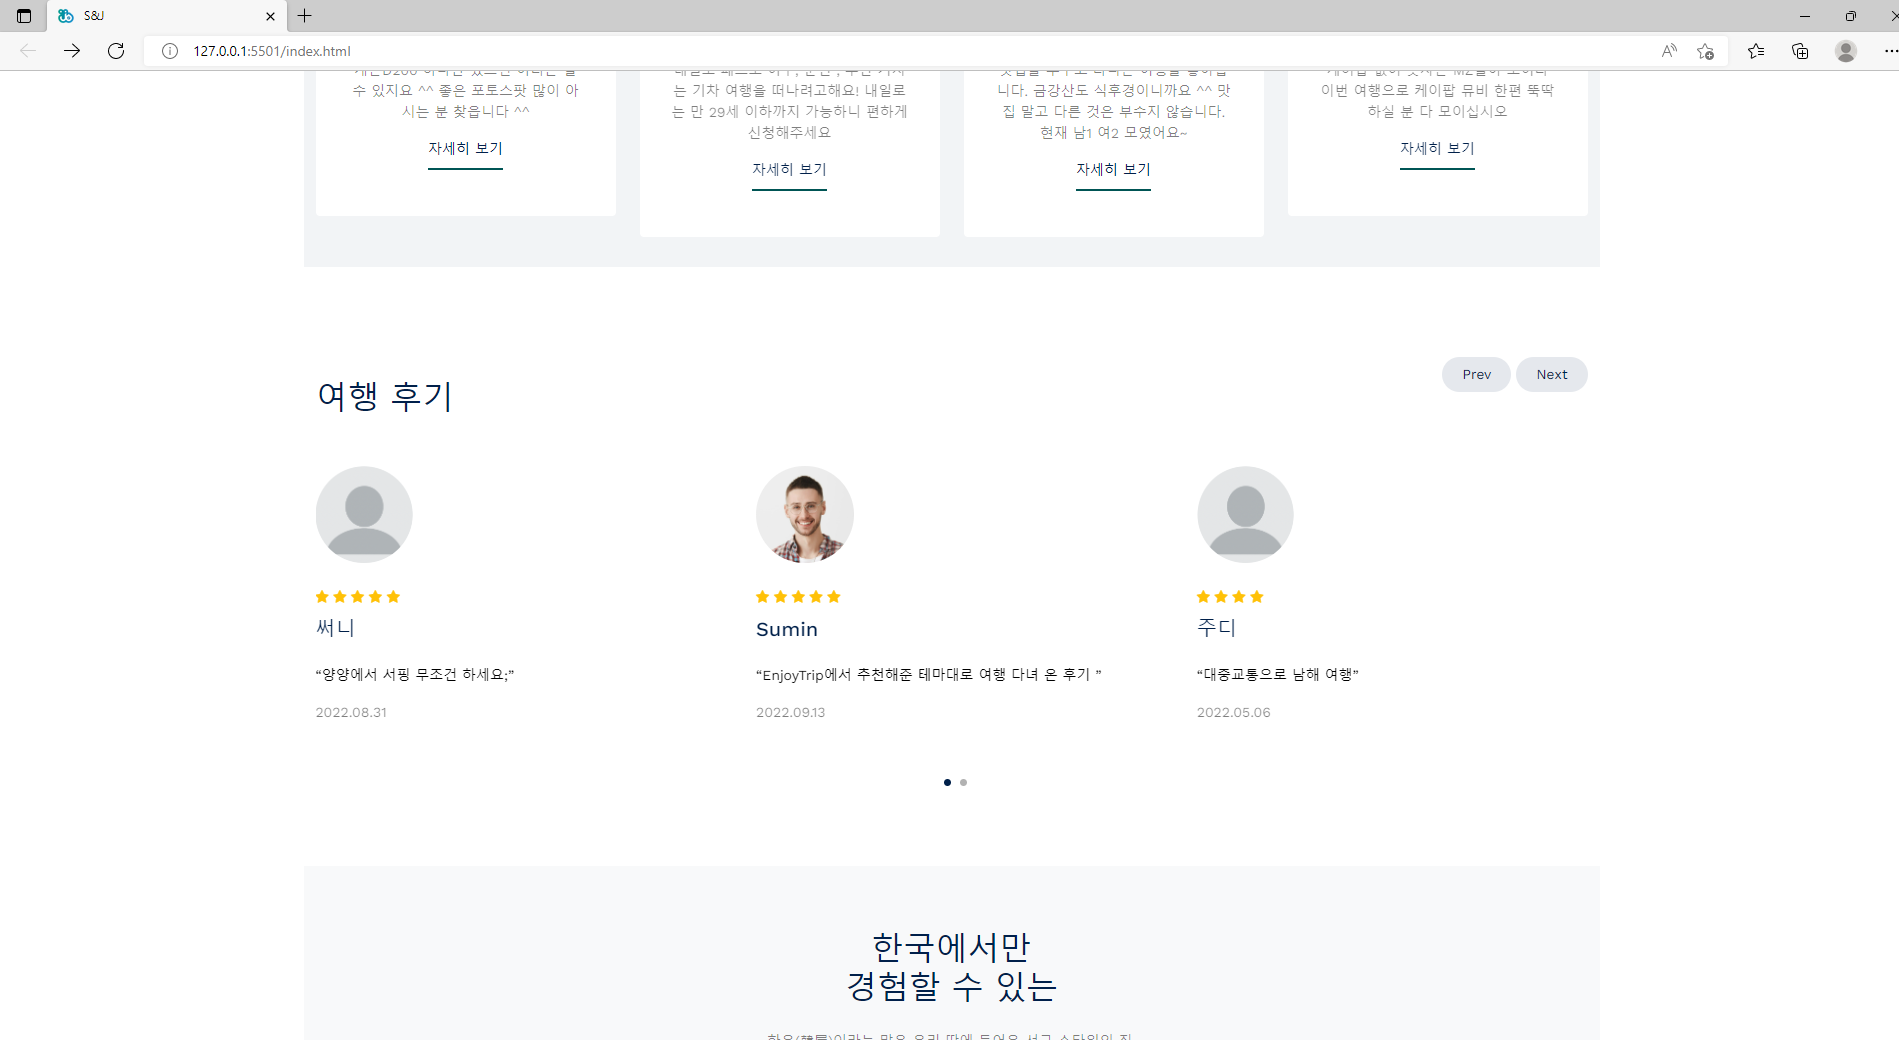 S&J
127.0.0.1:5501/index.html
수 있지요 ^^ 좋은 포토스팟 많이 아
시는 분 찾습니다 ^^
자세히 보기
는 기차 여행을 떠나려고해요! 내일로
는 만 29세 이하까지 가능하니 편하게
신청해주세요
자세히 보기
니다. 금강산도 식후경이니까요 ^^ 맛
집 말고 다른 것은 부수지 않습니다.
현재 남1 여2 모였어요~
자세히 보기
이번 여행으로 케이팝 뮤비 한편 뚝딱
하실 분 다 모이십시오
자세히 보기
여행 후기
Prev Next
써니
“양양에서 서핑 무조건 하세요;”
2022.08.31
Sumin
“EnjoyTrip에서 추천해준 테마대로 여행 다녀 온 후기 ”
2022.09.13
주디
“대중교통으로 남해 여행”
2022.05.06
한국에서만
경험할 수 있는